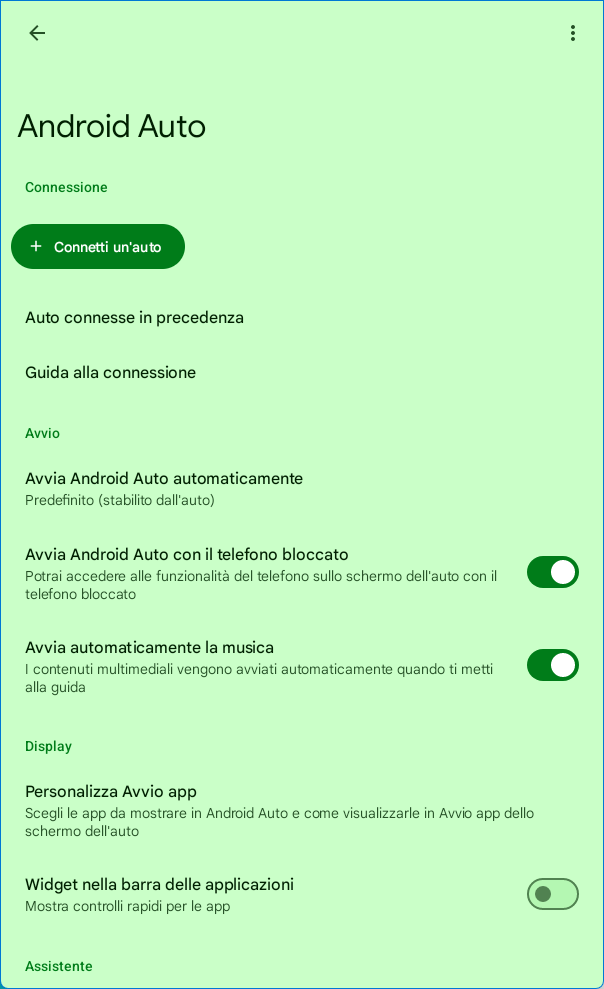 Android Auto
Connessione
+ Connetti un'auto
Auto connesse in precedenza
Guida alla connessione
Avvio
Avvia Android Auto automaticamente
Predefinito (stabilito dall'auto)
Avvia Android Auto con il telefono bloccato
Potrai accedere alle funzionalità del telefono sullo schermo dell'auto con il
telefono bloccato
Avvia automaticamente la musica
I contenuti multimediali vengono avviati automaticamente quando ti metti
alla guida
Display
Personalizza Avvio app
Scegli le app da mostrare in Android Auto e come visualizzarle in Avvio app dello
schermo dell'auto
Widget nella barra delle applicazioni
Mostra controlli rapidi per le app
Assistente